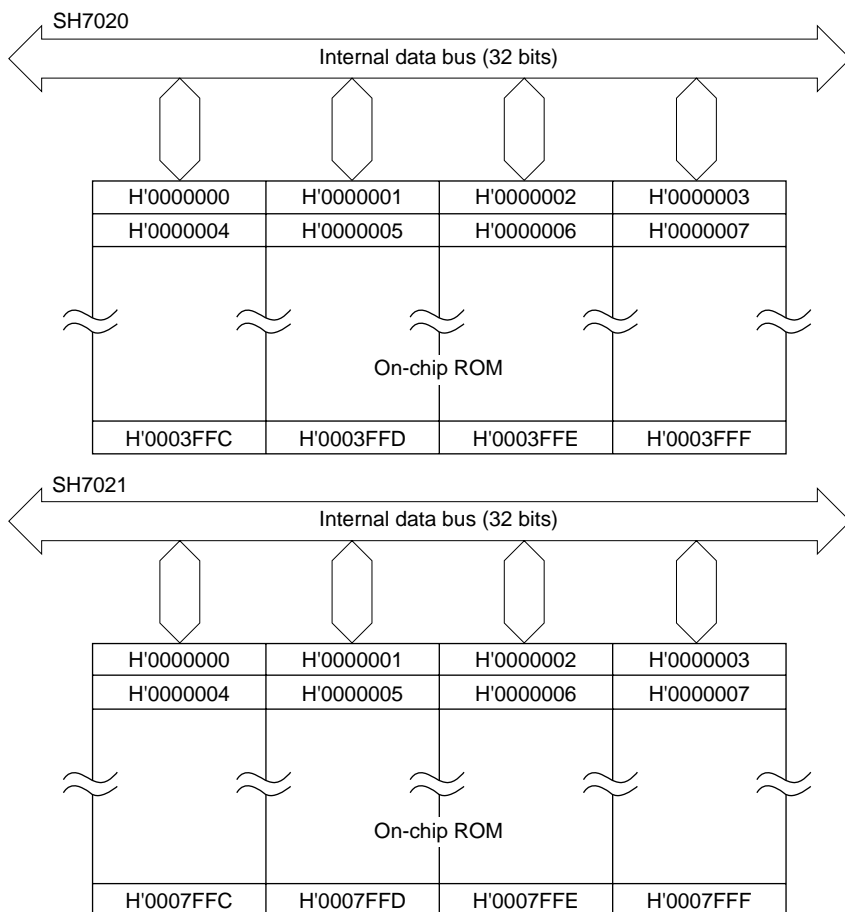 SH7020
Internal data bus (32 bits)
H'0000000 H'0000001 H'0000002 H'0000003
H'0000004 H'0000005 H'0000006 H'0000007
On-chip ROM
H'0003FFC H'0003FFD H'0003FFE H'0003FFF
SH7021
Internal data bus (32 bits)
H'0000000 H'0000001 H'0000002 H'0000003
H'0000004 H'0000005 H'0000006 H'0000007
On-chip ROM
H'0007FFC H'0007FFD H'0007FFE H'0007FFF